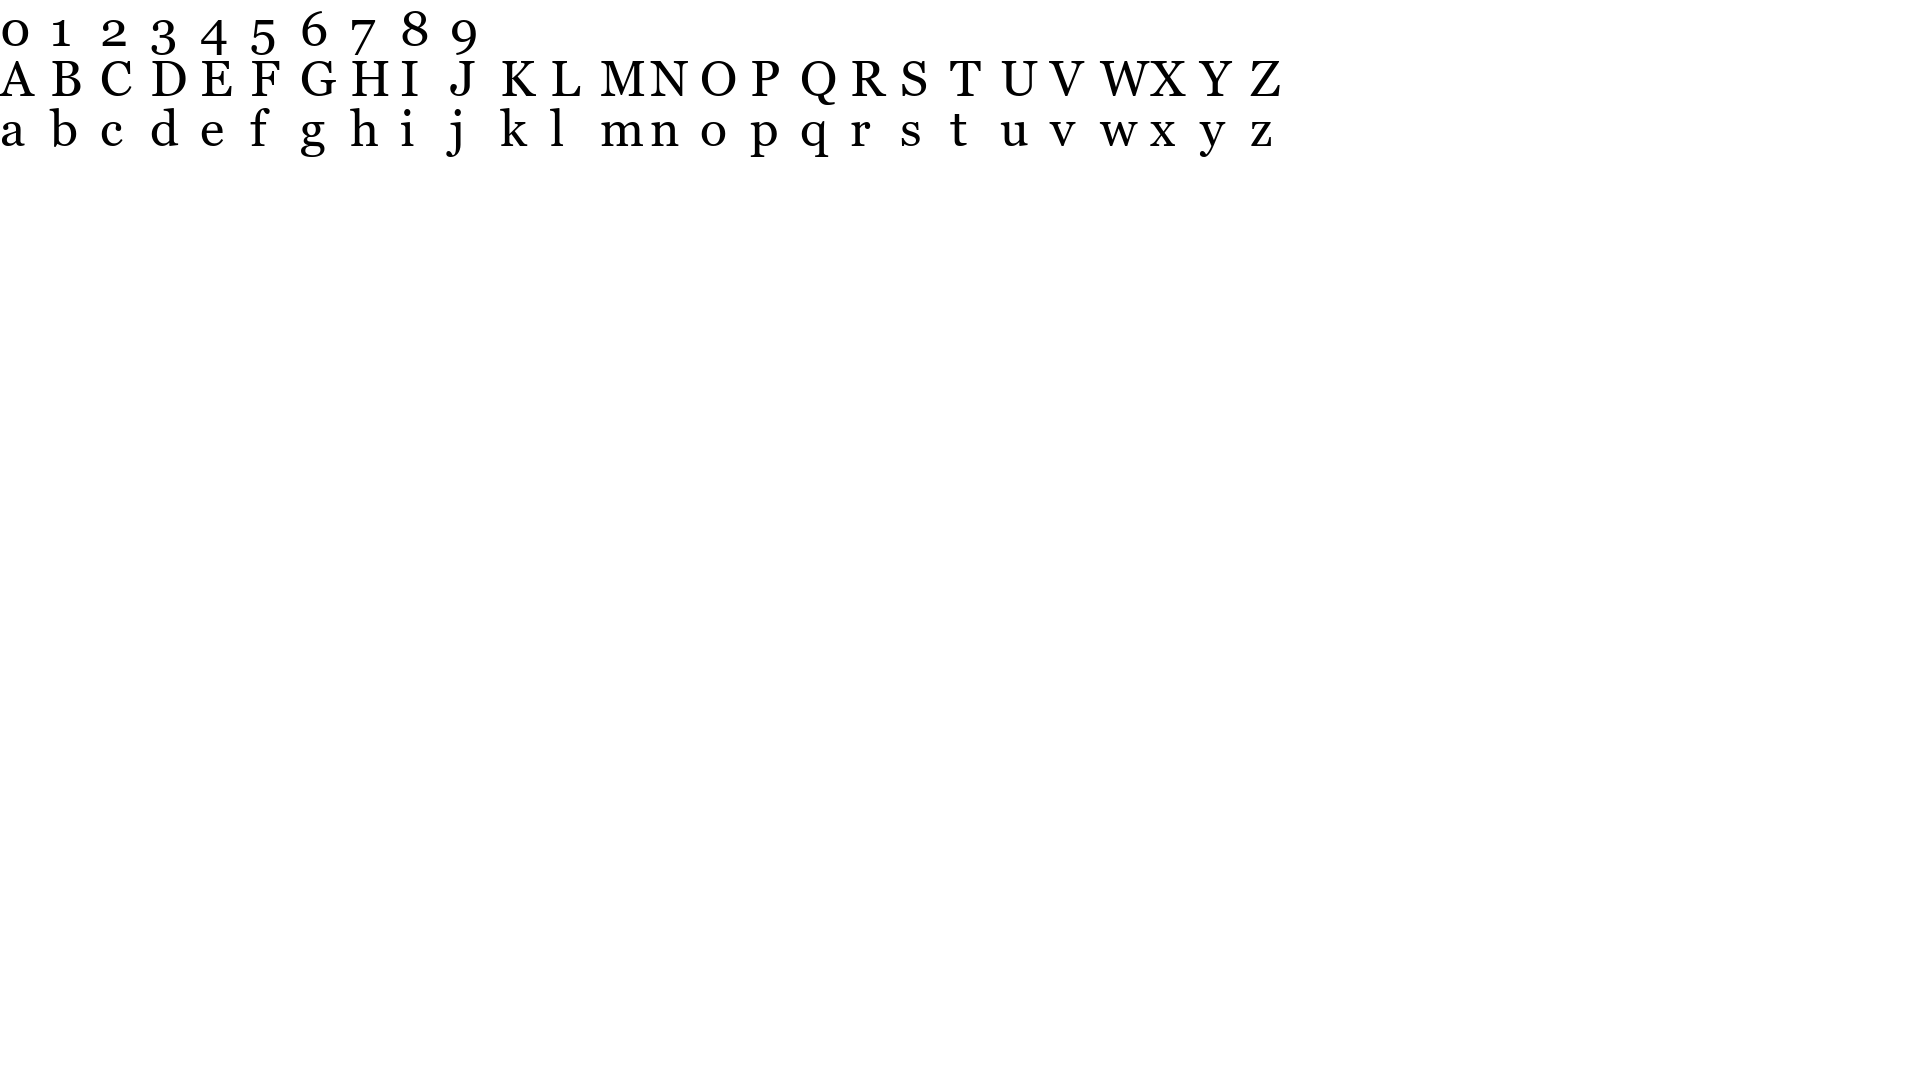 0 1 2 3 4 5 6 7 8 9
A B C D E F G H I J K L M N O P Q R S T U V W X Y Z
a b c d e f g h i j k l m n o p q r s t u v w x y z